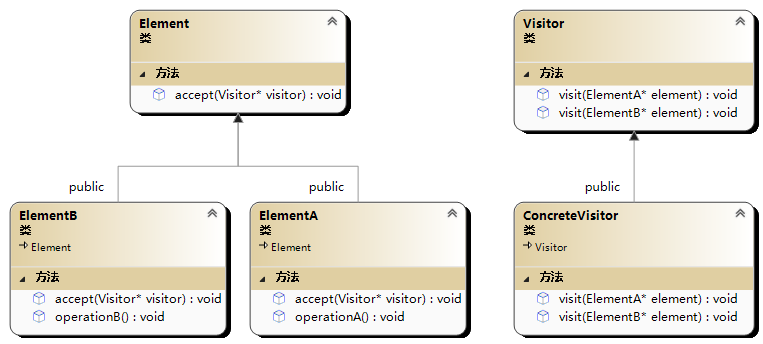 Element
类
方法
accept(Visitor* visitor) : void
Visitor
类
方法
visit(ElementA* element) : void
visit(ElementB* element) : void
public
public
public
ElementB
类
Element
方法
accept(Visitor* visitor) : void
operationB() : void
ElementA
类
Element
方法
accept(Visitor* visitor) : void
operationA() : void
ConcreteVisitor
类
Visitor
方法
visit(ElementA* element) : void
visit(ElementB* element) : void